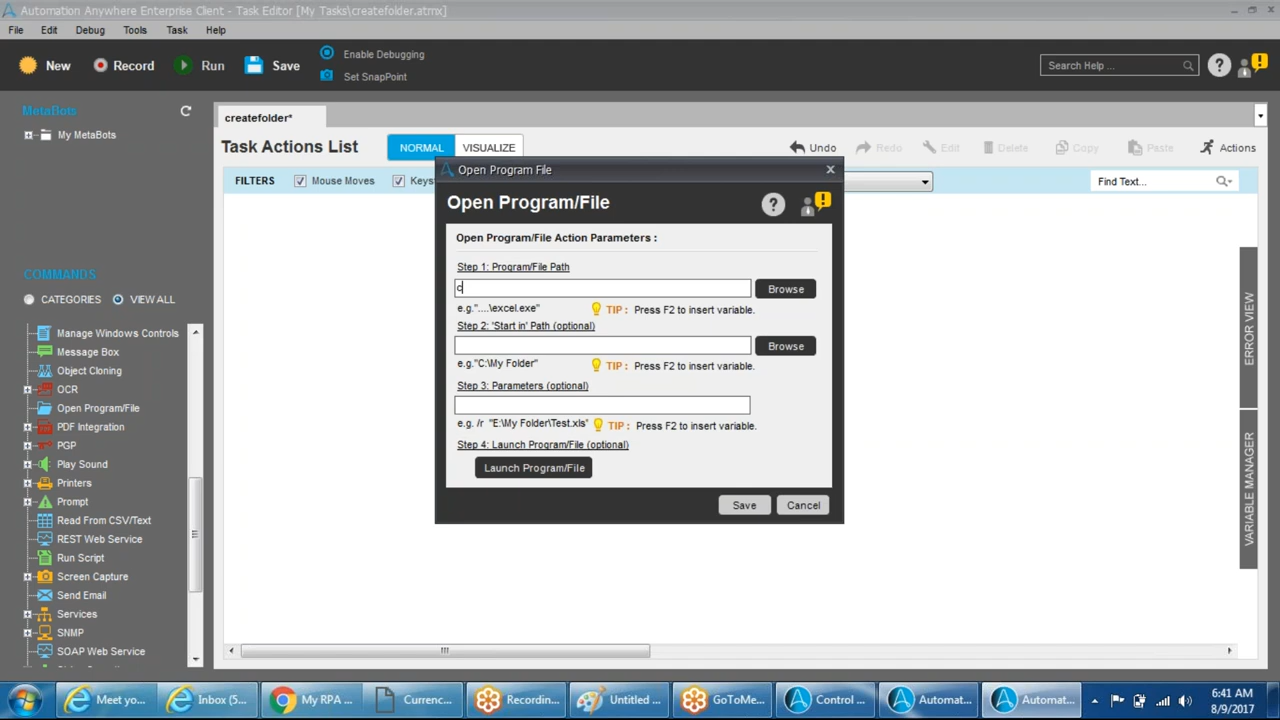 Automation Anywhere Enterprise Client - Task Editor [My Tasks\createfolder.atmx]
File Edit Debug Tools Task Help
New Record Run Save
Enable Debugging
Set SnapPoint
Search Help ...
MetaBots
My MetaBots
createfolder*
Task Actions List NORMAL VISUALIZE Undo Redo Edit Delete Copy Paste Actions
FILTERS Mouse Moves Keys Find Text...
Open Program File
Open Program/File
Open Program/File Action Parameters :
Step 1: Program/File Path
c
Browse
e.g."....\excel.exe" TIP : Press F2 to insert variable.
Step 2: 'Start in' Path (optional)
Browse
e.g."C:\My Folder" TIP : Press F2 to insert variable.
Step 3: Parameters (optional)
e.g. /r "E:\My Folder\Test.xls" TIP : Press F2 to insert variable.
Step 4: Launch Program/File (optional)
Launch Program/File
Save Cancel
COMMANDS
CATEGORIES VIEW ALL
Manage Windows Controls
Message Box
Object Cloning
OCR
Open Program/File
PDF Integration
PGP
Play Sound
Printers
Prompt
Read From CSV/Text
REST Web Service
Run Script
Screen Capture
Send Email
Services
SNMP
SOAP Web Service
ERROR VIEW
VARIABLE MANAGER
Meet yo... Inbox (5... My RPA ... Currenc... Recordin... Untitled ... GoToMe... Control ... Automat... Automat...
6:41 AM
8/9/2017